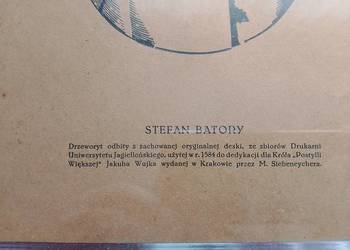 STEFAN BATORY
Drzeworyt odbity z zachowanej oryginalnej deski, ze zbiorów Drukarni
Uniwersytetu Jagiellońskiego, użytej w r. 1584 do dedykacji dla Króla „Postylli
Większej" Jakuba Wujka wydanej w Krakowie przez M. Siebeneychera.